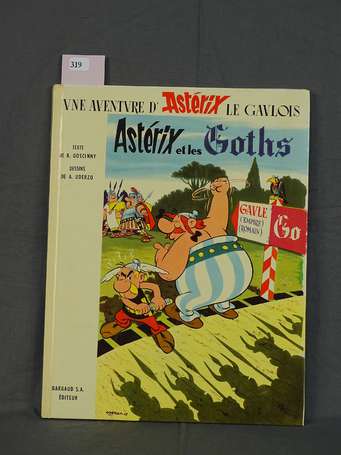 319
VNE AVENTVRE D' Astérix LE GAVLOIS
Astérix et les Goths
TEXTE
DE R. GOSCINNY
DESSINS
DE A. UDERZO
GAVLE
(EMPIRE)
(ROMAIN)
Go
DARGAUD S.A.
ÉDITEUR